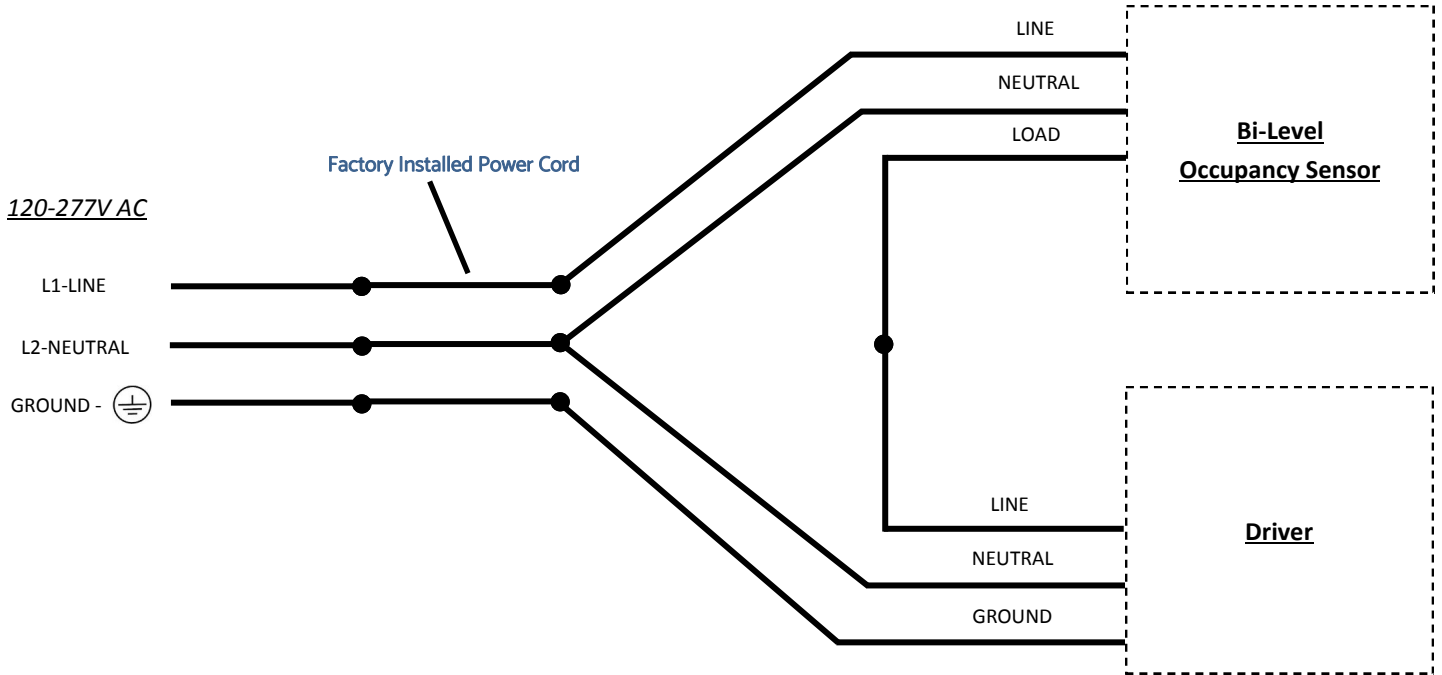 120-277V AC
L1-LINE
L2-NEUTRAL
GROUND -
Factory Installed Power Cord
LINE
NEUTRAL
LOAD
Bi-Level
Occupancy Sensor
LINE
NEUTRAL
GROUND
Driver